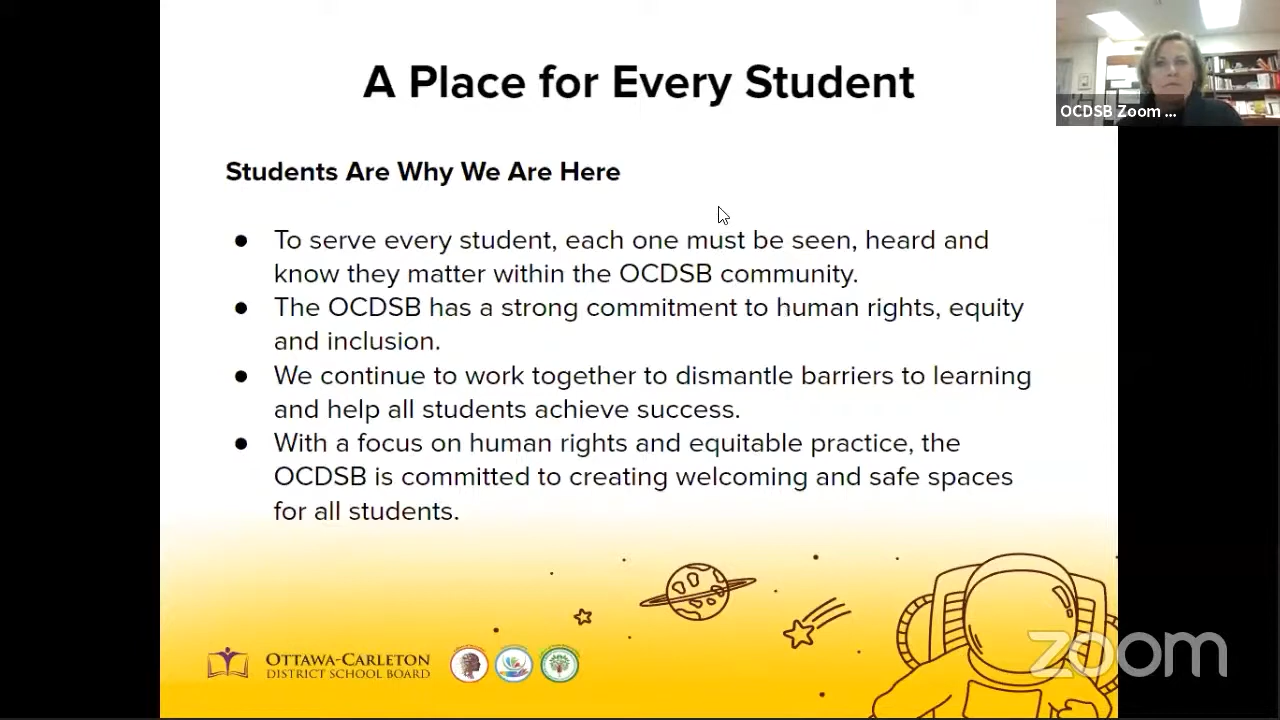 A Place for Every Student
OCDSB Zoom ...
Students Are Why We Are Here
● To serve every student, each one must be seen, heard and
know they matter within the OCDSB community.
● The OCDSB has a strong commitment to human rights, equity
and inclusion.
● We continue to work together to dismantle barriers to learning
and help all students achieve success.
● With a focus on human rights and equitable practice, the
OCDSB is committed to creating welcoming and safe spaces
for all students.
OTTAWA-CARLETON
DISTRICT SCHOOL BOARD
zoom